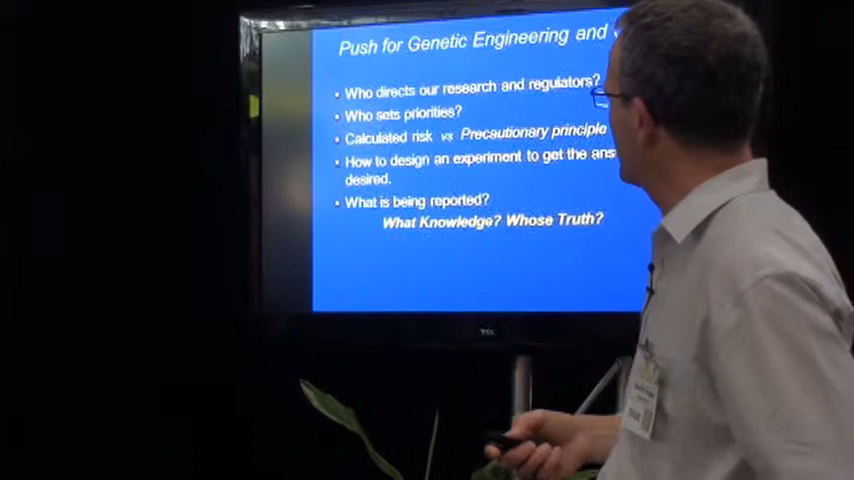 Push for Genetic Engineering and
• Who directs our research and regulators?
• Who sets priorities?
• Calculated risk vs Precautionary principle
• How to design an experiment to get the
desired.
• What is being reported?
What Knowledge? Whose Truth?
TCL